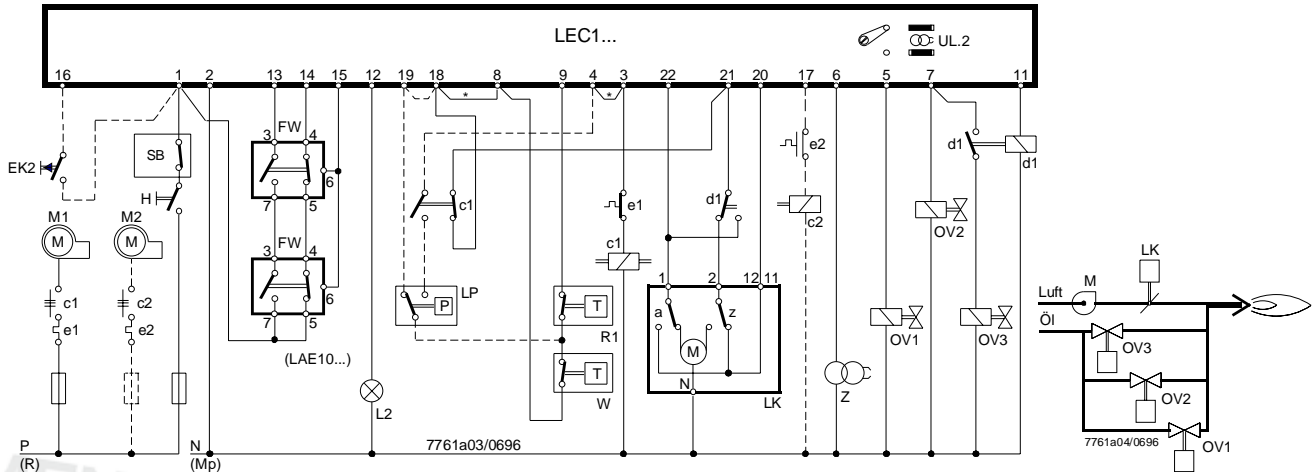 LEC1...
UL.2
16 1 2 13 14 15 12 19 18 8 9 4 3 22 21 20 17 6 5 7 11
* *
FW
3 4
SB
e2
d1 d1
EK2
6
H
e1
c1 d1
7 5
c2
OV2
M1 M2
M M
FW
3 4
c1
LK
1 2 12 11
Luft M
c1 c2
6
LP
P
T
a z
Öl
e1 e2
7 5
R1
M
OV1 OV3
OV3
(LAE10...)
T
N
W
LK
Z
OV2
L2
P
(R)
N
(Mp)
7761a03/0696
7761a04/0696
OV1